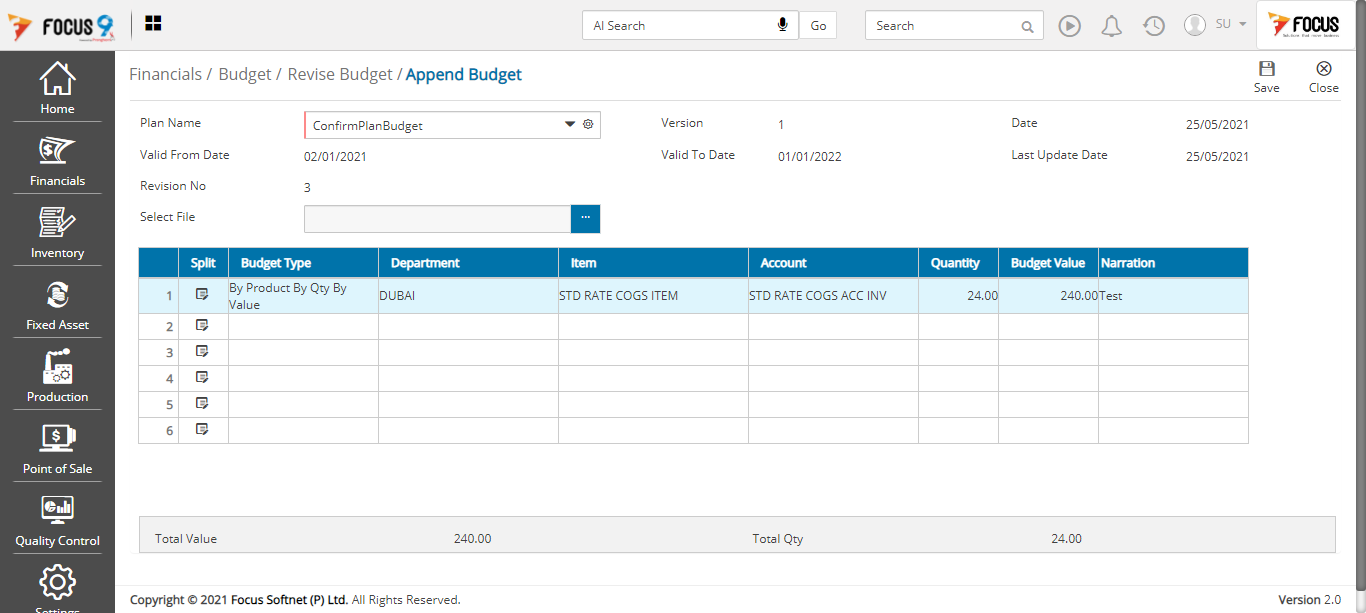 FOCUS 9
AI Search
Go
Search
SU
FOCUS
Home
Financials
Inventory
Fixed Asset
Production
Point of Sale
Quality Control
Settings
Financials / Budget / Revise Budget / Append Budget
Save
Close
Plan Name
ConfirmPlanBudget
Version
1
Date
25/05/2021
Valid From Date
02/01/2021
Valid To Date
01/01/2022
Last Update Date
25/05/2021
Revision No
3
Select File
...
Split Budget Type Department Item Account Quantity Budget Value Narration
1 By Product By Qty By Value DUBAI STD RATE COGS ITEM STD RATE COGS ACC INV 24.00 240.00 Test
2
3
4
5
6
Total Value 240.00 Total Qty 24.00
Copyright © 2021 Focus Softnet (P) Ltd. All Rights Reserved.
Version 2.0